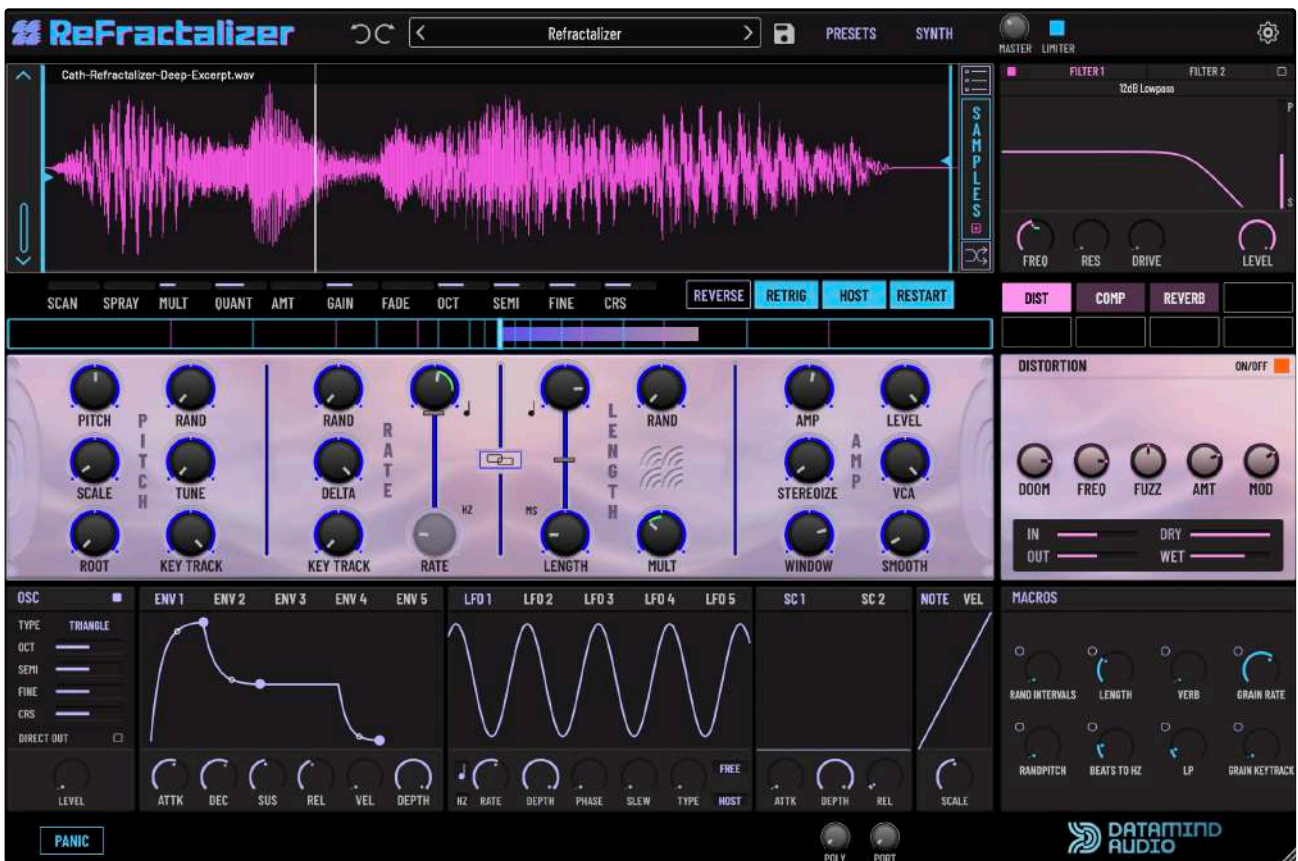 ReFractalizer
Refractalizer
PRESETS SYNTH
MASTER LIMITER
Cath-Refractalizer-Deep-Excerpt.wav
SAMPLES
FILTER 1 FILTER 2
12dB Lowpass
P
S
FREQ RES DRIVE LEVEL
SCAN SPRAY MULT QUANT AMT GAIN FADE OCT SEMI FINE CRS
REVERSE RETRIG HOST RESTART
DIST COMP REVERB
PITCH RAND RAND RAND AMP LEVEL
PITCH
RATE
LENGTH
AMP
SCALE TUNE DELTA STEREOIZE VCA
HZ MS
ROOT KEY TRACK KEY TRACK RATE LENGTH MULT WINDOW SMOOTH
DISTORTION ON/OFF
DOOM FREQ FUZZ AMT MOD
IN DRY
OUT WET
OSC
TYPE TRIANGLE
OCT
SEMI
FINE
CRS
DIRECT OUT
LEVEL
ENV 1 ENV 2 ENV 3 ENV 4 ENV 5
ATTK DEC SUS REL VEL DEPTH
LFO 1 LFO 2 LFO 3 LFO 4 LFO 5
FREE
HZ RATE DEPTH PHASE SLEW TYPE HOST
SC 1 SC 2
ATTK DEPTH REL
NOTE VEL
SCALE
MACROS
RAND INTERVALS LENGTH VERB GRAIN RATE
RANDPITCH BEATS TO HZ LP GRAIN KEYTRACK
PANIC
POLY PORT
DATAMIND
AUDIO